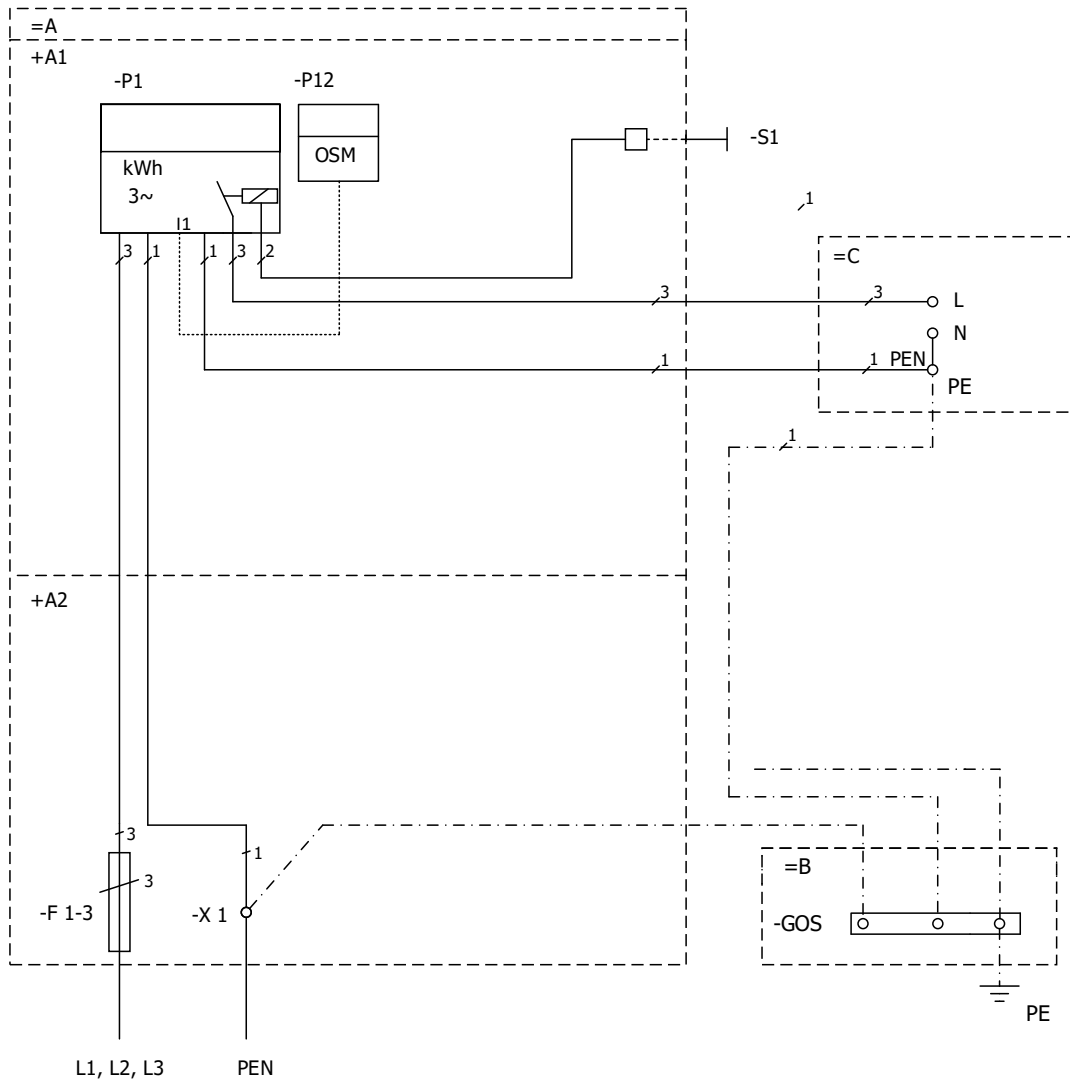 =A
+A1
-P1
-P12
kWh
3~
OSM
-S1
I1
3
1
1
3
2
1
=C
3
3
L
N
1
1
PEN
PE
1
+A2
3
1
3
-F 1-3
-X 1
=B
-GOS
PE
L1, L2, L3
PEN